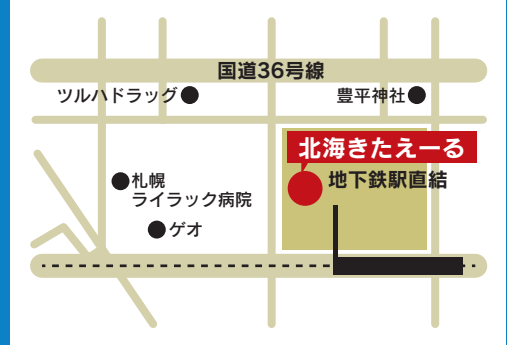 国道36号線
ツルハドラッグ
豊平神社
北海きたえーる
地下鉄駅直結
札幌
ライラック病院
ゲオ